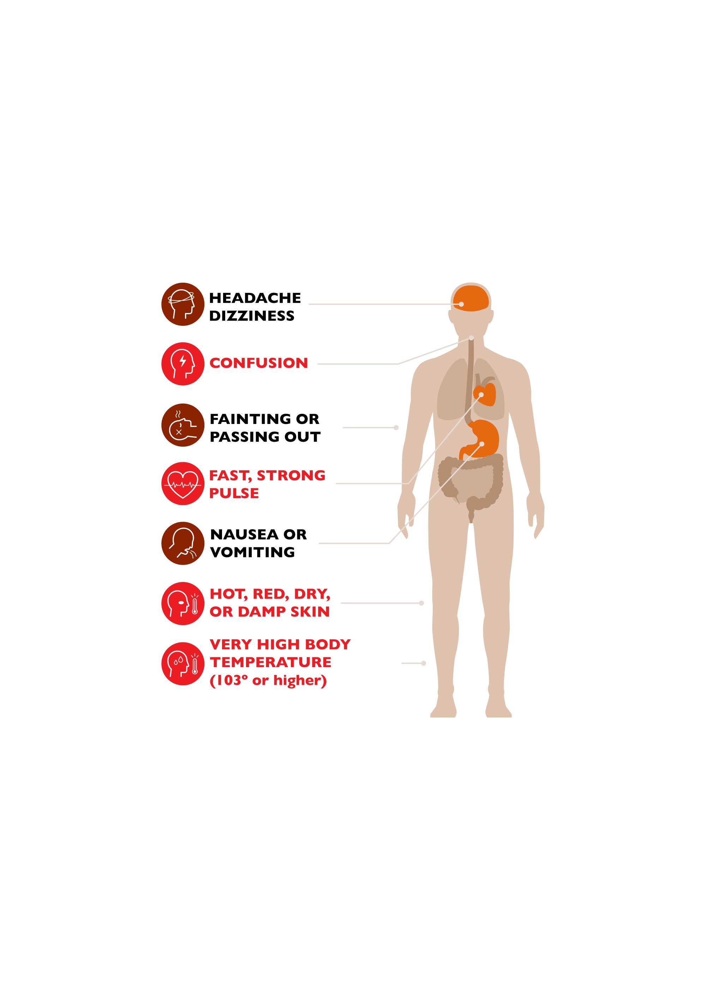 HEADACHE
DIZZINESS
CONFUSION
FAINTING OR
PASSING OUT
FAST, STRONG
PULSE
NAUSEA OR
VOMITING
HOT, RED, DRY,
OR DAMP SKIN
VERY HIGH BODY
TEMPERATURE
(103° or higher)